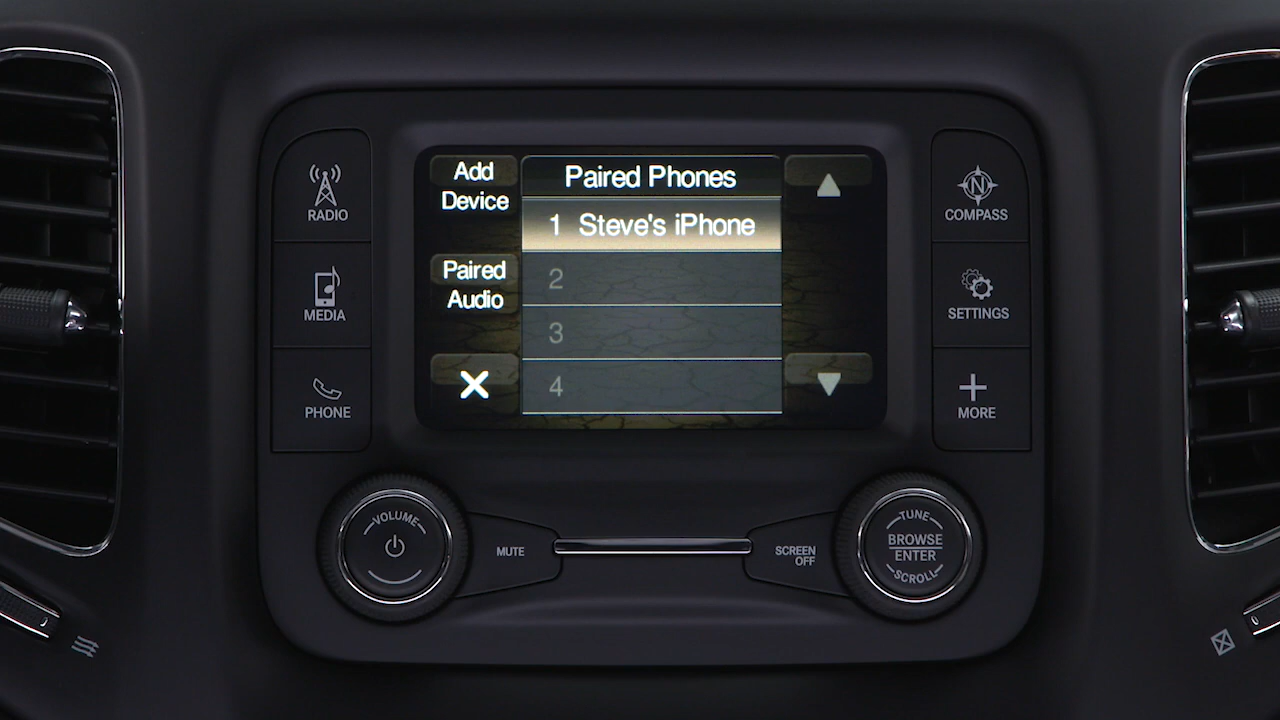 RADIO
MEDIA
PHONE
Add
Device
Paired
Audio
Paired Phones
1 Steve's iPhone
2
3
4
N
COMPASS
SETTINGS
MORE
VOLUME
MUTE
SCREEN
OFF
TUNE
BROWSE
ENTER
SCROLL